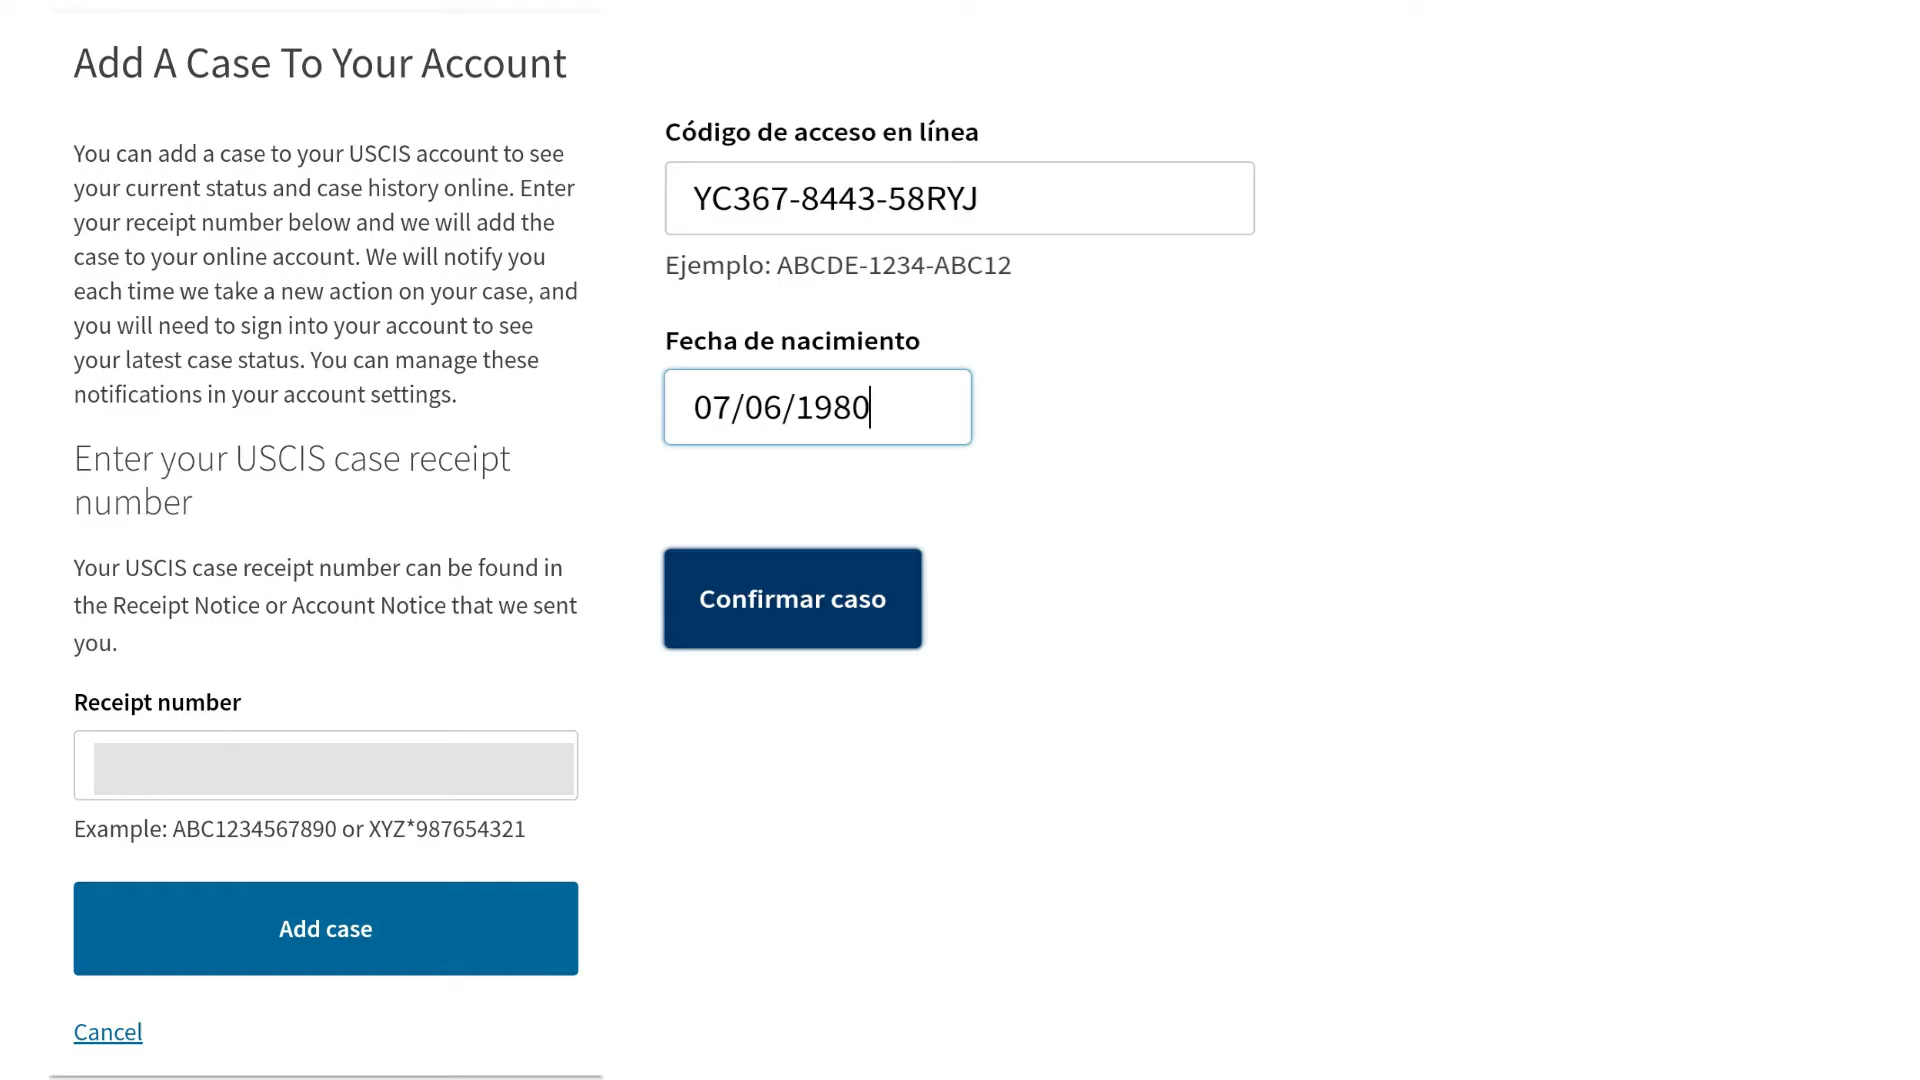 Add A Case To Your Account
You can add a case to your USCIS account to see
your current status and case history online. Enter
your receipt number below and we will add the
case to your online account. We will notify you
each time we take a new action on your case, and
you will need to sign into your account to see
your latest case status. You can manage these
notifications in your account settings.
Enter your USCIS case receipt
number
Your USCIS case receipt number can be found in
the Receipt Notice or Account Notice that we sent
you.
Receipt number
Example: ABC1234567890 or XYZ*987654321
Add case
Cancel
Código de acceso en línea
YC367-8443-58RYJ
Ejemplo: ABCDE-1234-ABC12
Fecha de nacimiento
07/06/1980
Confirmar caso